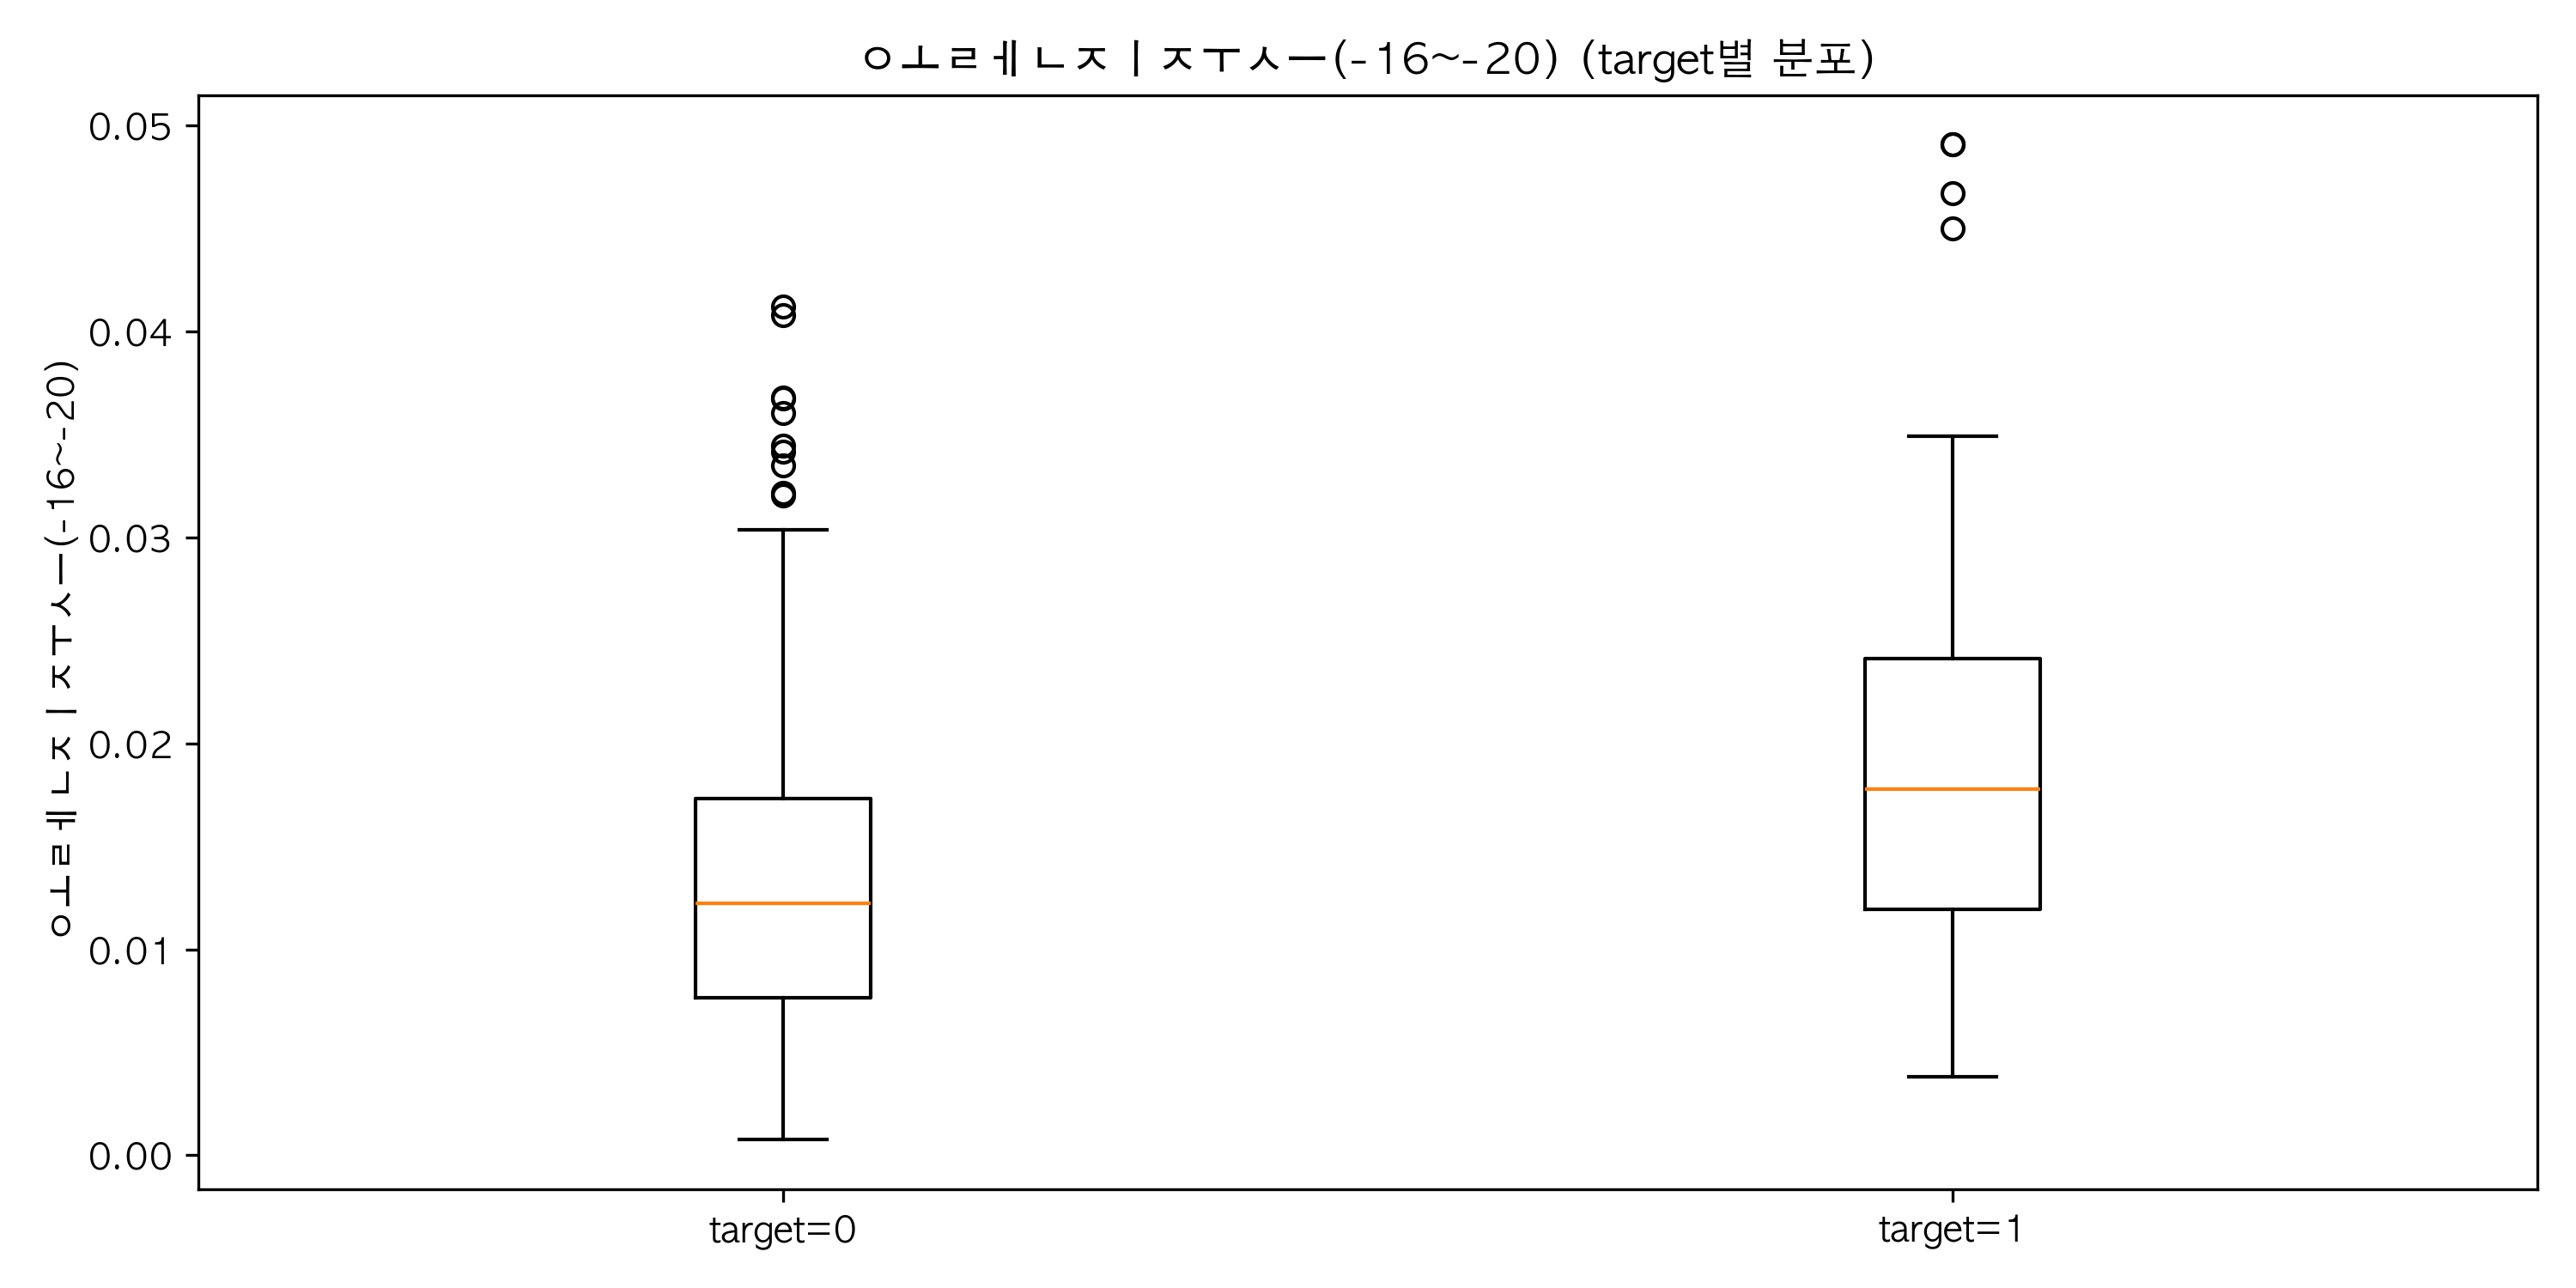 ㅇㅗㄹㅔㄴㅈㅣㅈㅜㅅㅡ(-16~-20) (target별 분포)
ㅇㅗㄹㅔㄴㅈㅣㅈㅜㅅㅡ(-16~-20)
0.05
0.04
0.03
0.02
0.01
0.00
target=0
target=1